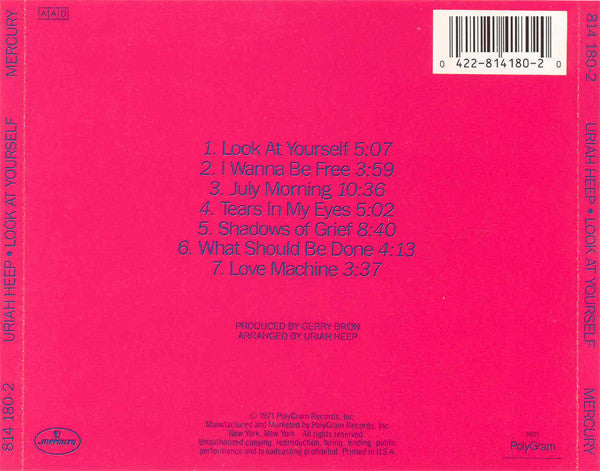 AAD
0 422-814180-2 0
1. Look At Yourself 5:07
2. I Wanna Be Free 3:59
3. July Morning 10:36
4. Tears In My Eyes 5:02
5. Shadows of Grief 8:40
6. What Should Be Done 4:13
7. Love Machine 3:37
PRODUCED BY GERRY BRON
ARRANGED BY URIAH HEEP
© 1971 PolyGram Records, Inc.
Manufactured and Marketed by PolyGram Records, Inc.
New York, New York All rights reserved.
Unauthorized copying, reproduction, hiring, lending, public
performance and broadcasting prohibited. Printed in U.S.A.
mercury
PolyGram
814 180-2 URIAH HEEP • LOOK AT YOURSELF MERCURY
814 180-2 URIAH HEEP • LOOK AT YOURSELF MERCURY